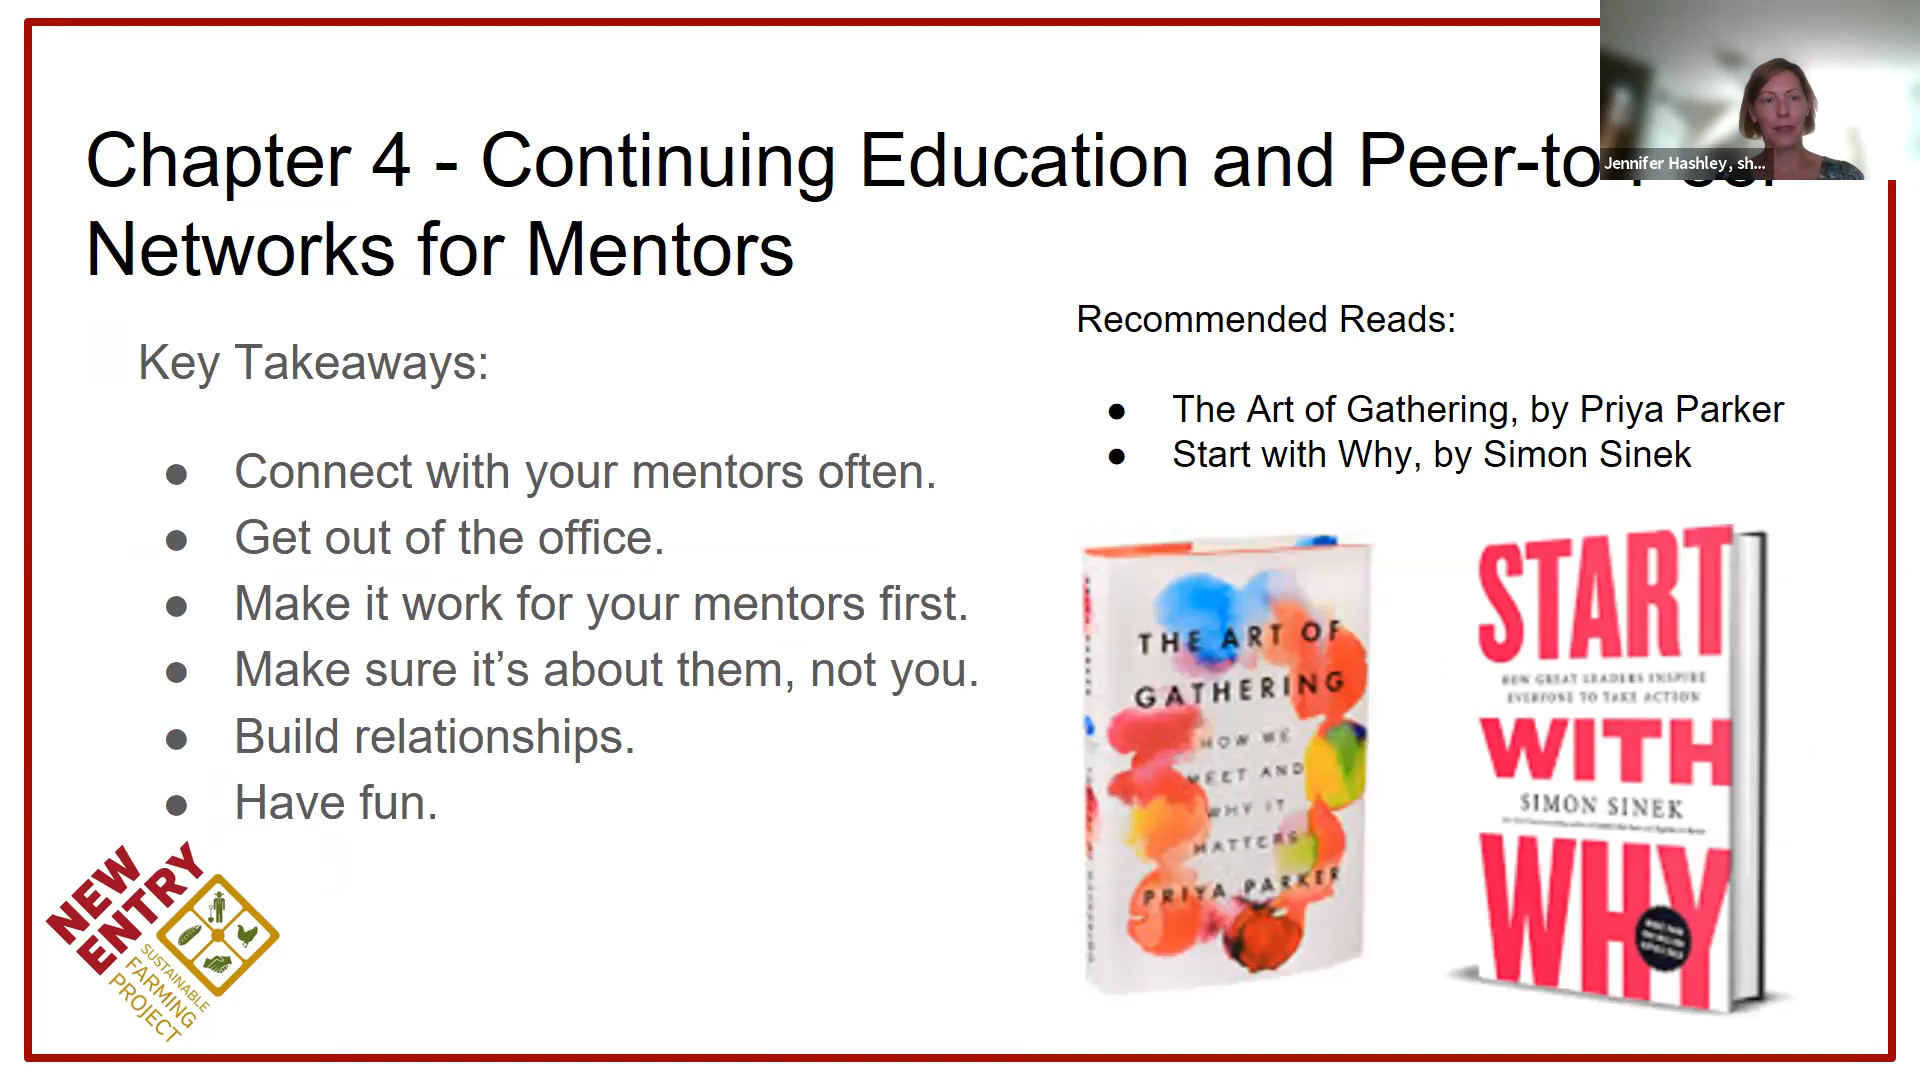 Chapter 4 - Continuing Education and Peer-to-Peer
Networks for Mentors
Jennifer Hashley, sh...
Key Takeaways:
● Connect with your mentors often.
● Get out of the office.
● Make it work for your mentors first.
● Make sure it’s about them, not you.
● Build relationships.
● Have fun.
Recommended Reads:
● The Art of Gathering, by Priya Parker
● Start with Why, by Simon Sinek
THE ART OF
GATHERING
HOW WE
MEET AND
WHY IT
MATTERS
PRIYA PARKER
START
HOW GREAT LEADERS INSPIRE
EVERYONE TO TAKE ACTION
WITH
SIMON SINEK
WHY
NEW
ENTRY
SUSTAINABLE
FARMING
PROJECT